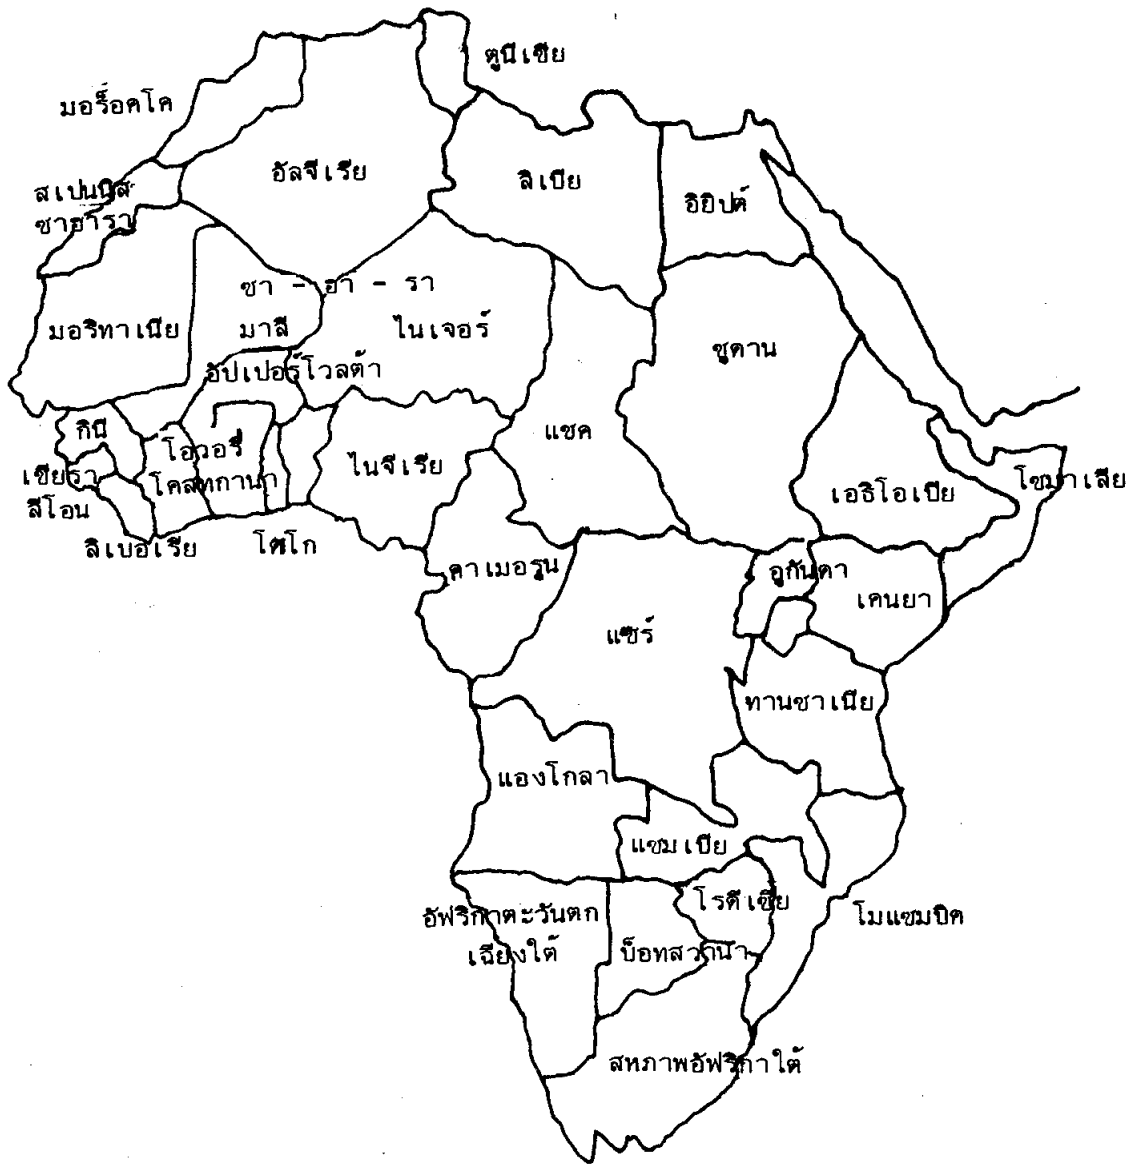 ตูนีเซีย
มอร็อคโค
อัลจีเรีย
ลิเบีย
สเปนนิส
ซาฮารา
อิยิปต์
ซา - ฮา - รา
มอริทาเนีย
มาลี
ไนเจอร์
ซูดาน
อัปเปอร์โวลต้า
แชด
กินี
โอวอรี่
ไนจีเรีย
เซียรา
โคสท
กานา
โซมาเลีย
เอธิโอเปีย
ลีโอน
ลิเบอเรีย
โตโก
คาเมอรูน
อูกันดา
เคนยา
แซร์
ทานซาเนีย
แองโกลา
แซมเบีย
โรดีเซีย
อัฟริกาตะวันตก
เฉียงใต้
โมแซมบิค
บ็อทสวานา
สหภาพอัฟริกาใต้